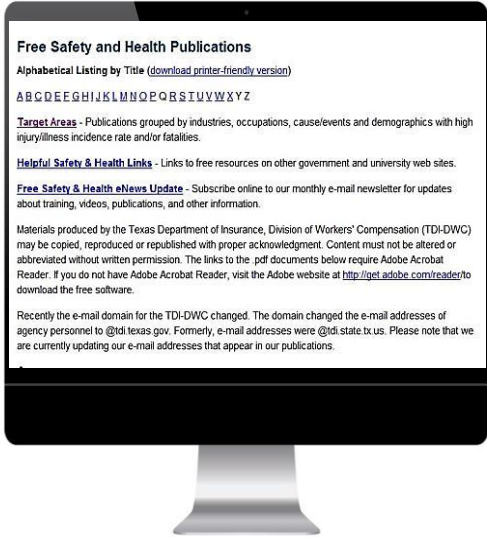 Free Safety and Health Publications
Alphabetical Listing by Title (download printer-friendly version)
A B C D E F G H I J K L M N O P Q R S T U V W X Y Z
Target Areas - Publications grouped by industries, occupations, cause/events and demographics with high
injury/illness incidence rate and/or fatalities.
Helpful Safety & Health Links - Links to free resources on other government and university web sites.
Free Safety & Health eNews Update - Subscribe online to our monthly e-mail newsletter for updates
about training, videos, publications, and other information.
Materials produced by the Texas Department of Insurance, Division of Workers' Compensation (TDI-DWC)
may be copied, reproduced or republished with proper acknowledgment. Content must not be altered or
abbreviated without written permission. The links to the .pdf documents below require Adobe Acrobat
Reader. If you do not have Adobe Acrobat Reader, visit the Adobe website at http://get.adobe.com/reader/to
download the free software.
Recently the e-mail domain for the TDI-DWC changed. The domain changed the e-mail addresses of
agency personnel to @tdi.texas.gov. Formerly, e-mail addresses were @tdi.state.tx.us. Please note that we
are currently updating our e-mail addresses that appear in our publications.